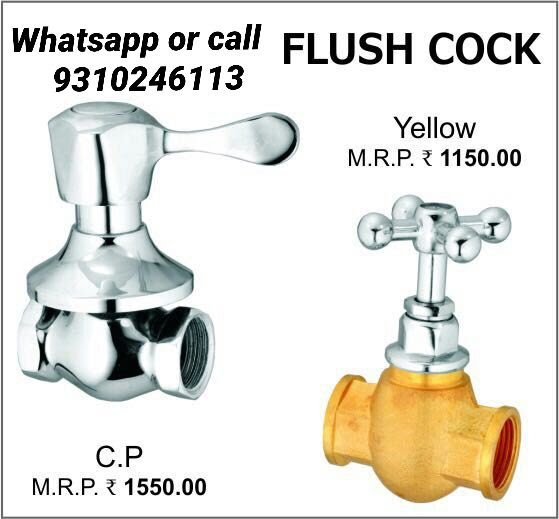 Whatsapp or call
9310246113
FLUSH COCK
Yellow
M.R.P. ₹ 1150.00
C.P
M.R.P. ₹ 1550.00